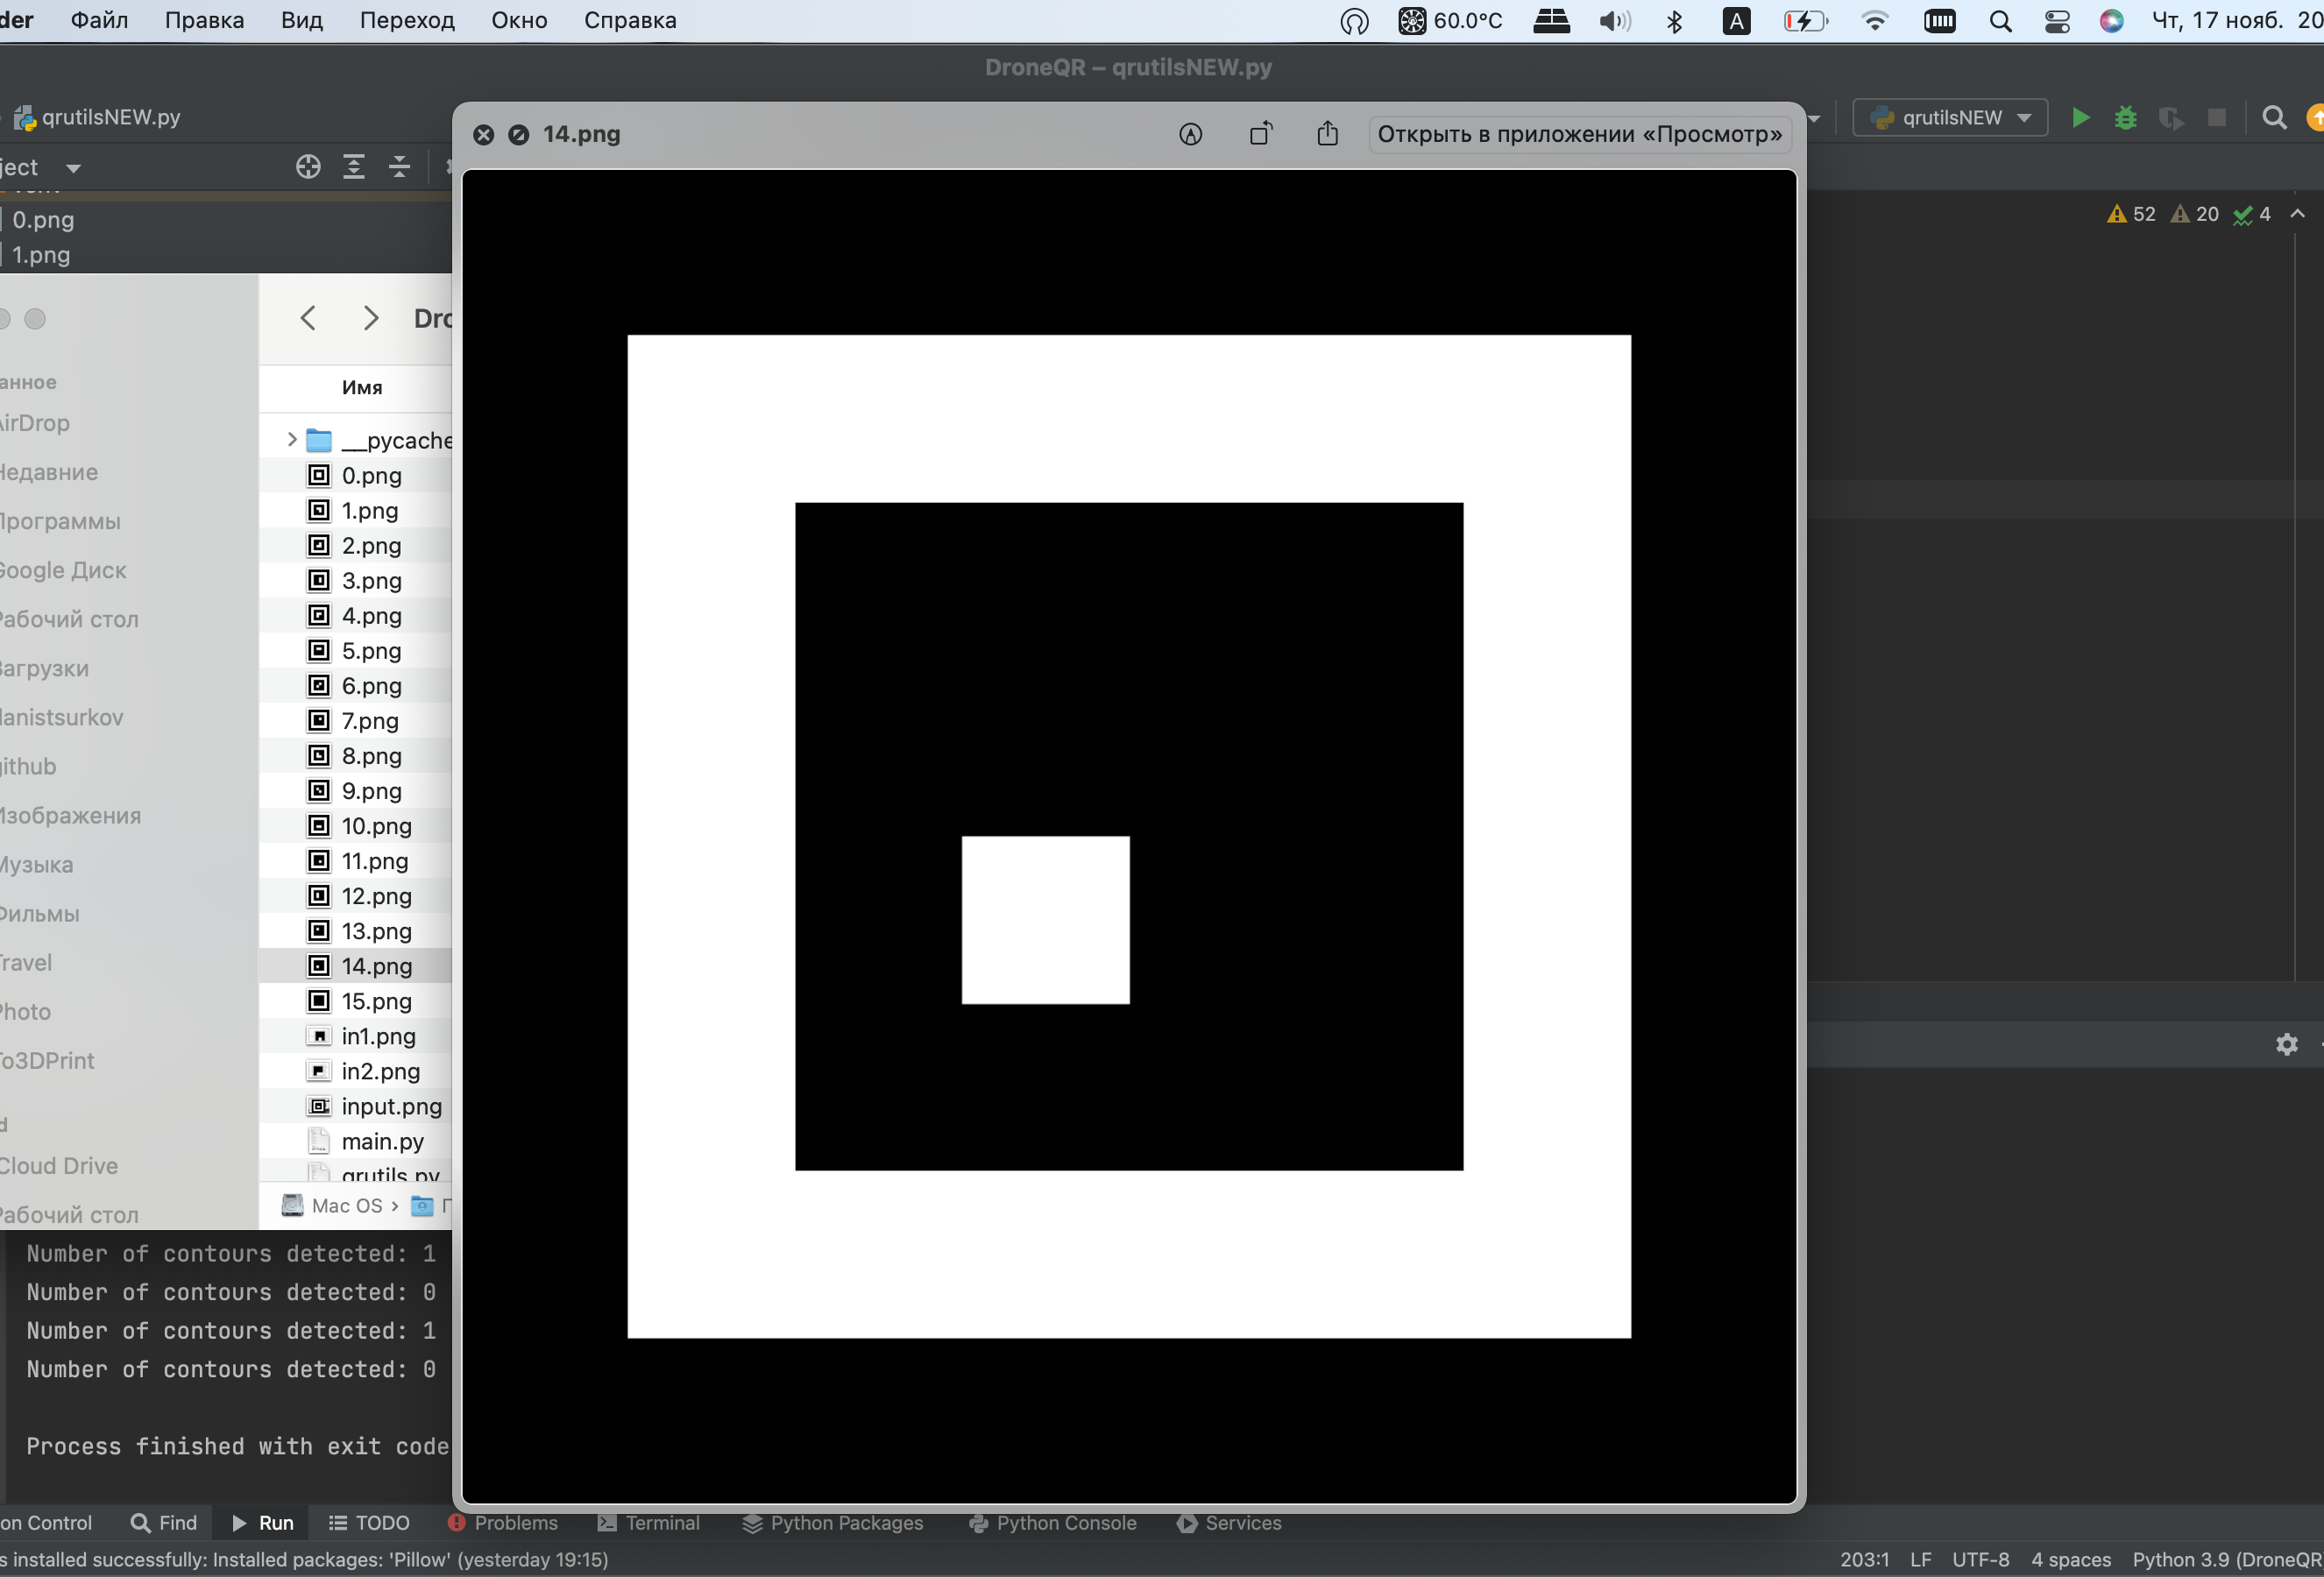 der Файл Правка Вид Переход Окно Справка 60.0°C A Чт, 17 нояб. 20
DroneQR – qrutilsNEW.py
qrutilsNEW.py
14.png Открыть в приложении «Просмотр»
qrutilsNEW
ject
52 20 4
0.png
1.png
Dro
Имя
анное
AirDrop
Недавние
Программы
Google Диск
Рабочий стол
Загрузки
danistsurkov
github
Изображения
Музыка
Фильмы
Travel
Photo
To3DPrint
d
Cloud Drive
Рабочий стол
__pycache
0.png
1.png
2.png
3.png
4.png
5.png
6.png
7.png
8.png
9.png
10.png
11.png
12.png
13.png
14.png
15.png
in1.png
in2.png
input.png
main.py
qrutils.py
Mac OS › П
Number of contours detected: 1
Number of contours detected: 0
Number of contours detected: 1
Number of contours detected: 0
Process finished with exit code
on Control Find Run TODO Problems Terminal Python Packages Python Console Services
s installed successfully: Installed packages: 'Pillow' (yesterday 19:15) 203:1 LF UTF-8 4 spaces Python 3.9 (DroneQR